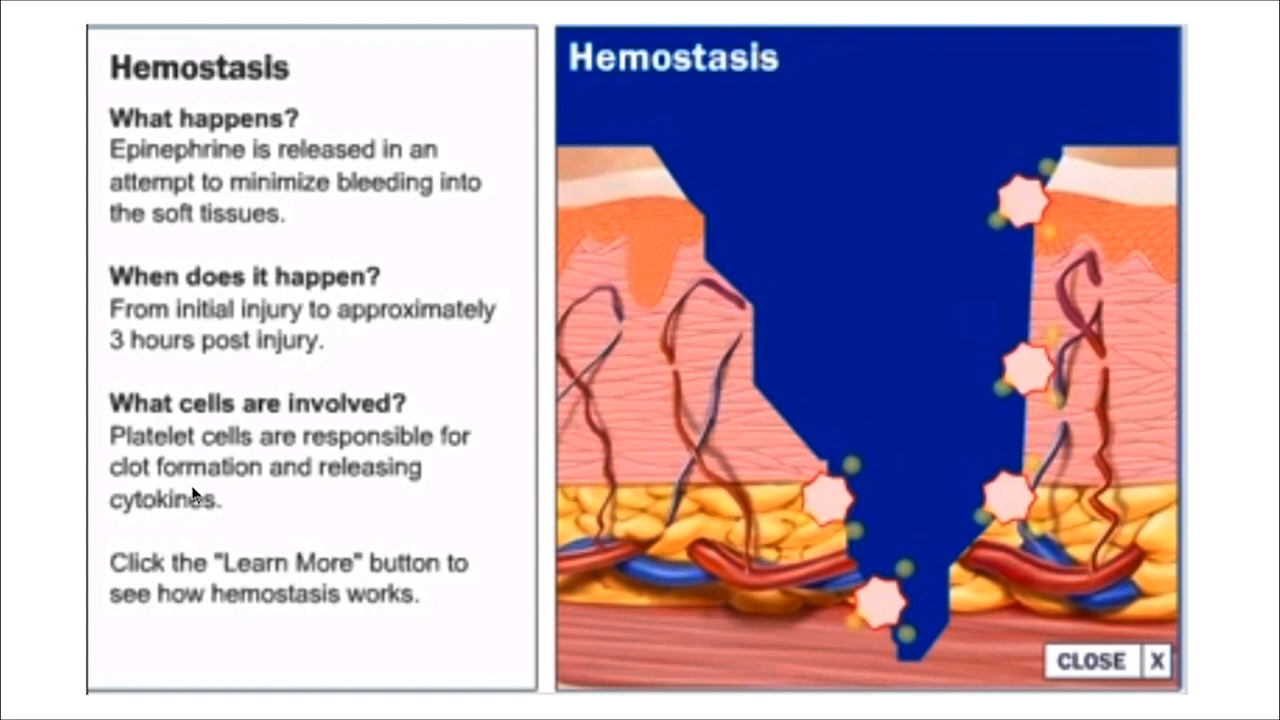 Hemostasis
What happens?
Epinephrine is released in an
attempt to minimize bleeding into
the soft tissues.
When does it happen?
From initial injury to approximately
3 hours post injury.
What cells are involved?
Platelet cells are responsible for
clot formation and releasing
cytokines.
Click the "Learn More" button to
see how hemostasis works.
Hemostasis
CLOSE X